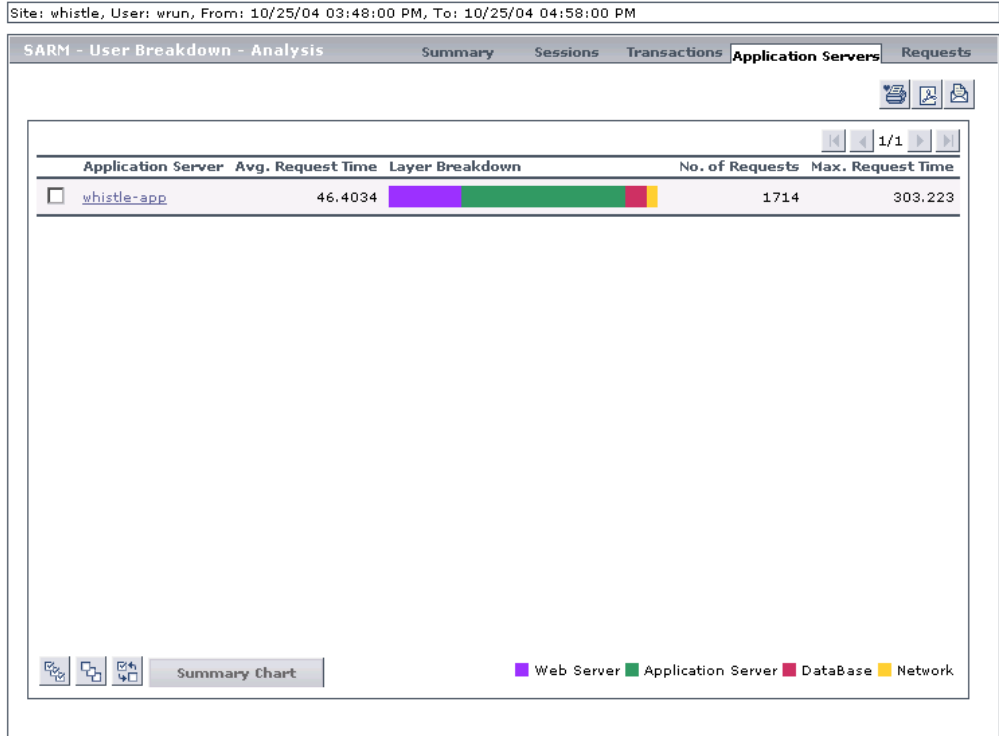 Site: whistle, User: wrun, From: 10/25/04 03:48:00 PM, To: 10/25/04 04:58:00 PM
SARM - User Breakdown - Analysis Summary Sessions Transactions Application Servers Requests
1/1
Application Server Avg. Request Time Layer Breakdown No. of Requests Max. Request Time
whistle-app 46.4034 1714 303.223
Summary Chart Web Server Application Server DataBase Network